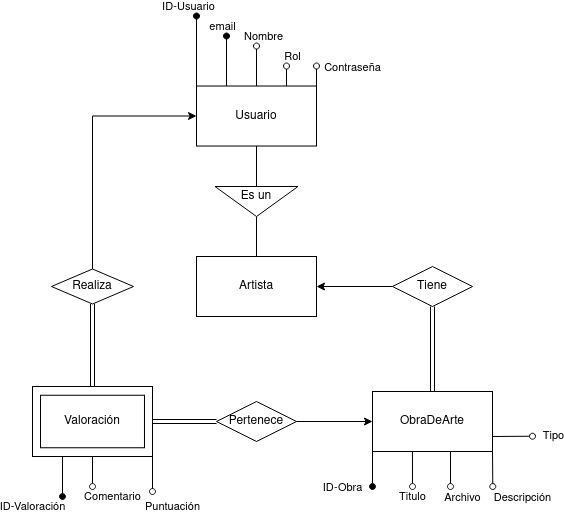 ID-Usuario
email
Nombre
Rol
Contraseña
Usuario
Es un
Artista
Realiza
Tiene
Valoración
Pertenece
ObraDeArte
Tipo
ID-Valoración
Comentario
Puntuación
ID-Obra
Titulo
Archivo
Descripción